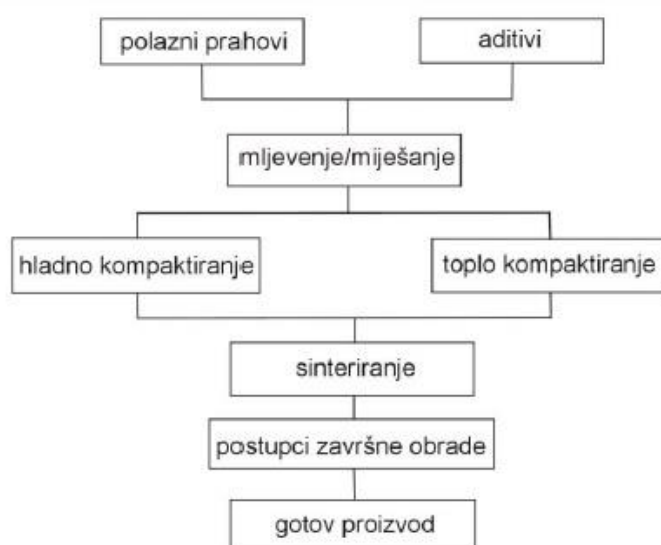 polazni prahovi
aditivi
mljevenje/miješanje
hladno kompaktiranje
toplo kompaktiranje
sinteriranje
postupci završne obrade
gotov proizvod